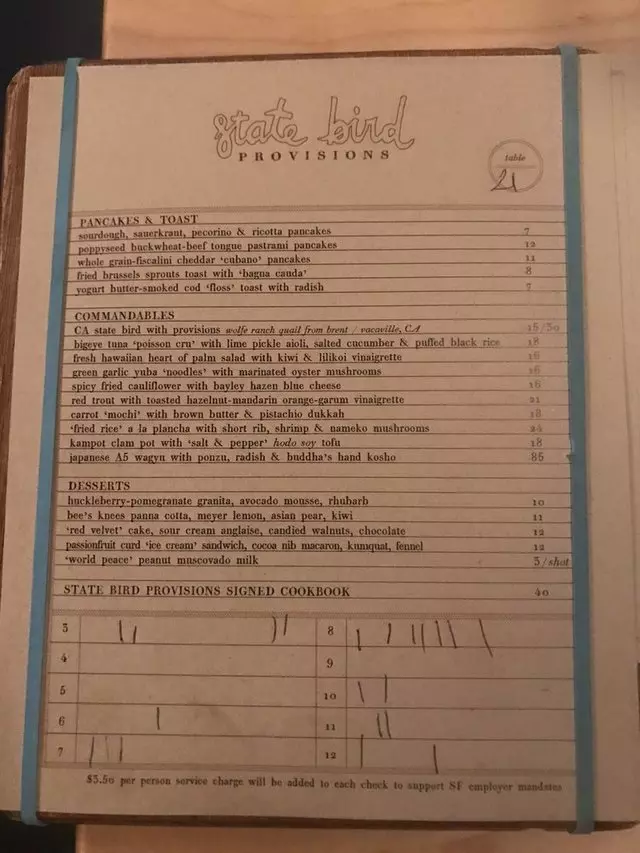 state bird
PROVISIONS
table
21
PANCAKES & TOAST
sourdough, sauerkraut, pecorino & ricotta pancakes 7
poppyseed buckwheat-beef tongue pastrami pancakes 12
whole grain-fiscalini cheddar 'cubano' pancakes 11
fried brussels sprouts toast with 'bagna cauda' 8
yogurt butter-smoked cod 'floss' toast with radish 7
COMMANDABLES
CA state bird with provisions wolfe ranch quail from brent / vacaville, CA 15/30
bigeye tuna 'poisson cru' with lime pickle aioli, salted cucumber & puffed black rice 18
fresh hawaiian heart of palm salad with kiwi & lilikoi vinaigrette 16
green garlic yuba 'noodles' with marinated oyster mushrooms 16
spicy fried cauliflower with bayley hazen blue cheese 16
red trout with toasted hazelnut-mandarin orange-garum vinaigrette 21
carrot 'mochi' with brown butter & pistachio dukkah 18
'fried rice' a la plancha with short rib, shrimp & nameko mushrooms 24
kampot clam pot with 'salt & pepper' hodo soy tofu 18
japanese A5 wagyu with ponzu, radish & buddha's hand kosho 85
DESSERTS
huckleberry-pomegranate granita, avocado mousse, rhubarb 10
bee's knees panna cotta, meyer lemon, asian pear, kiwi 11
'red velvet' cake, sour cream anglaise, candied walnuts, chocolate 12
passionfruit curd 'ice cream' sandwich, cocoa nib macaron, kumquat, fennel 12
'world peace' peanut muscovado milk 3/shot
STATE BIRD PROVISIONS SIGNED COOKBOOK 40
3 8
4 9
5 10
6 11
7 12
$3.50 per person service charge will be added to each check to support SF employer mandates